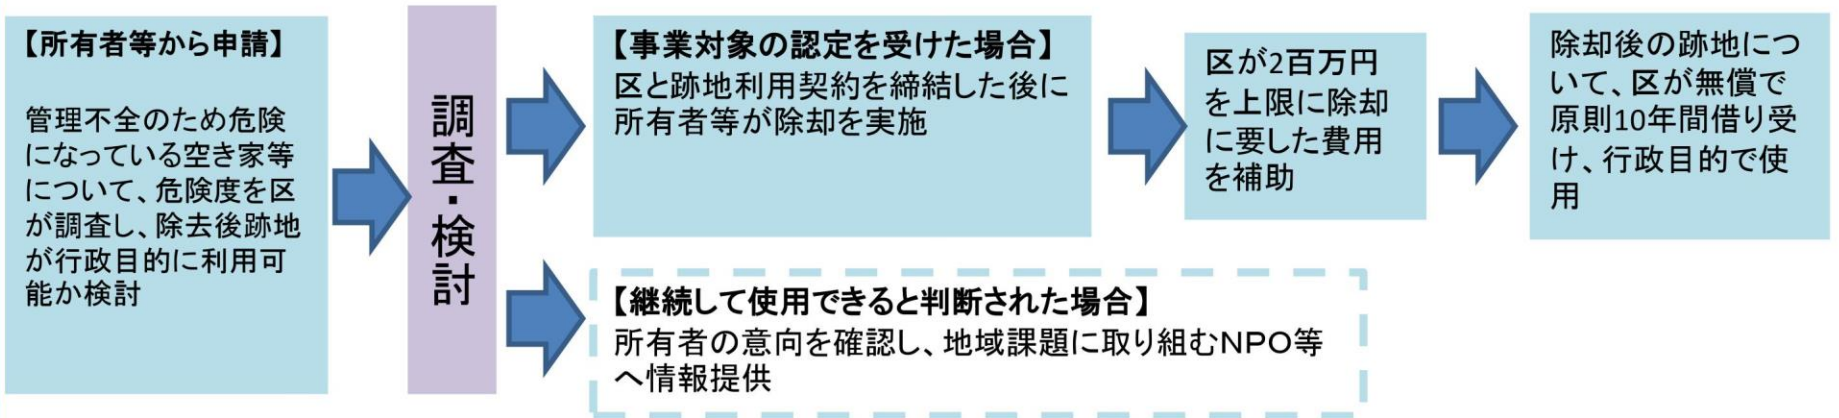 【所有者等から申請】
管理不全のため危険
になっている空き家等
について、危険度を区
が調査し、除去後跡地
が行政目的に利用可
能か検討
調査・検討
【事業対象の認定を受けた場合】
区と跡地利用契約を締結した後に
所有者等が除却を実施
区が2百万円
を上限に除却
に要した費用
を補助
除却後の跡地につ
いて、区が無償で
原則10年間借り受
け、行政目的で使
用
【継続して使用できると判断された場合】
所有者の意向を確認し、地域課題に取り組むNPO等
へ情報提供